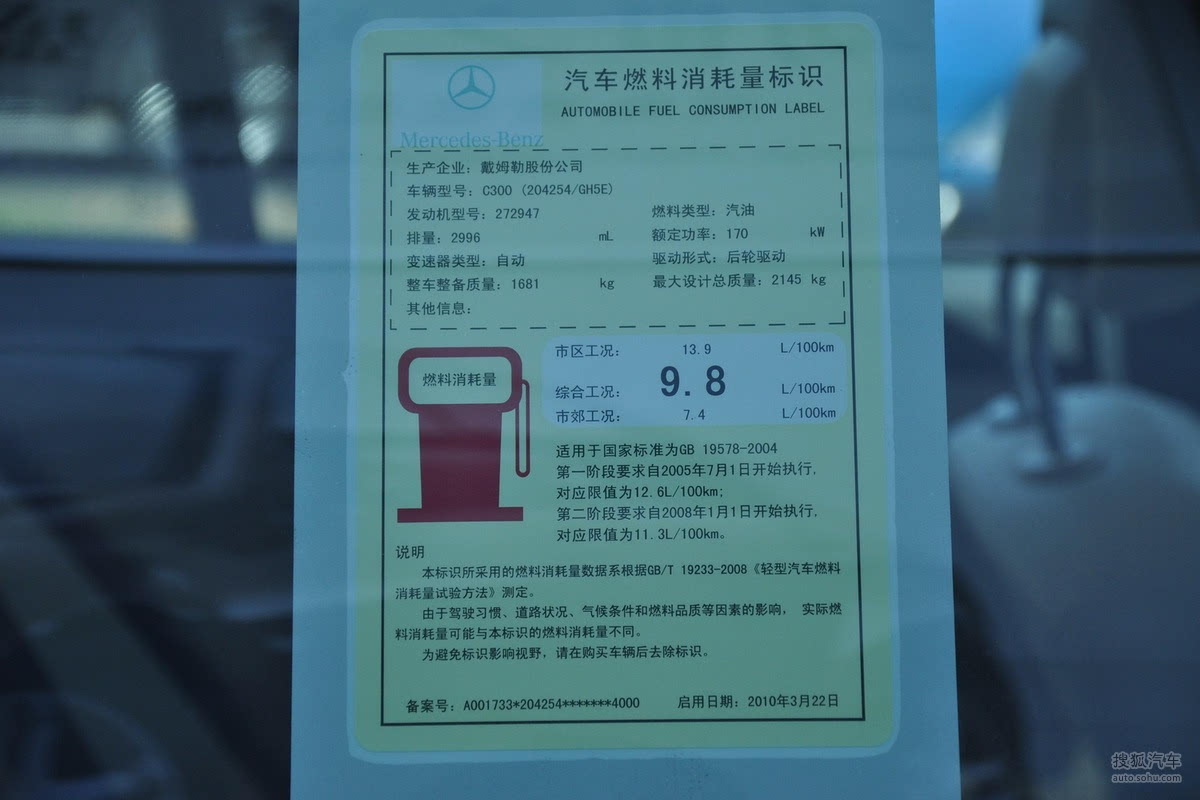 汽车燃料消耗量标识
AUTOMOBILE FUEL CONSUMPTION LABEL
Mercedes-Benz
生产企业：戴姆勒股份公司
车辆型号：C300 (204254/GH5E)
发动机型号：272947 燃料类型：汽油
排量：2996 mL 额定功率：170 kW
变速器类型：自动 驱动形式：后轮驱动
整车整备质量：1681 kg 最大设计总质量：2145 kg
其他信息：
燃料消耗量
市区工况： 13.9 L/100km
综合工况： 9.8 L/100km
市郊工况： 7.4 L/100km
适用于国家标准为GB 19578-2004
第一阶段要求自2005年7月1日开始执行，
对应限值为12.6L/100km；
第二阶段要求自2008年1月1日开始执行，
对应限值为11.3L/100km。
说明
本标识所采用的燃料消耗量数据系根据GB/T 19233-2008《轻型汽车燃料
消耗量试验方法》测定。
由于驾驶习惯、道路状况、气候条件和燃料品质等因素的影响， 实际燃
料消耗量可能与本标识的燃料消耗量不同。
为避免标识影响视野，请在购买车辆后去除标识。
备案号：A001733*204254*******4000 启用日期：2010年3月22日
搜狐汽车
auto.sohu.com